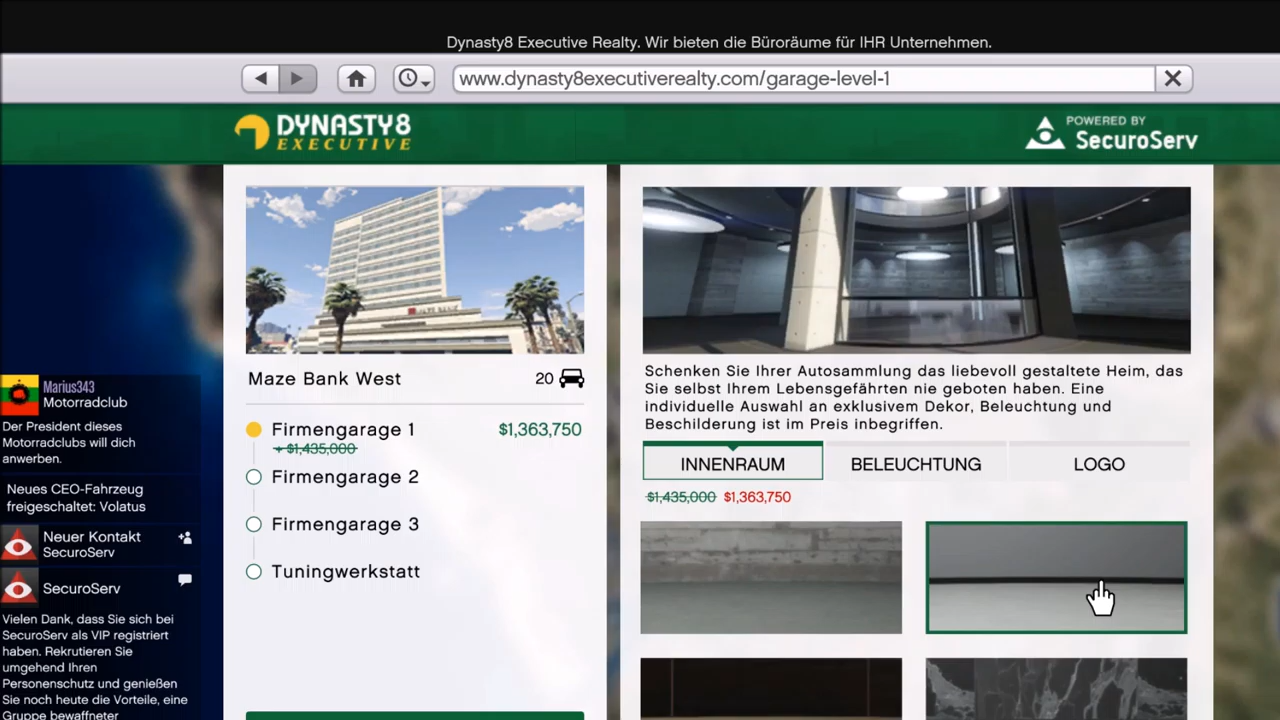 Dynasty8 Executive Realty. Wir bieten die Büroräume für IHR Unternehmen.
www.dynasty8executiverealty.com/garage-level-1
DYNASTY 8
EXECUTIVE
POWERED BY
SecuroServ
Marius343
Motorradclub
Der President dieses
Motorradclubs will dich
anwerben.
Neues CEO-Fahrzeug
freigeschaltet: Volatus
Neuer Kontakt
SecuroServ
SecuroServ
Vielen Dank, dass Sie sich bei
SecuroServ als VIP registriert
haben. Rekrutieren Sie
umgehend Ihren
Personenschutz und genießen
Sie noch heute die Vorteile, eine
Gruppe bewaffneter
MAZE BANK
Maze Bank West 20
Firmengarage 1 $1,363,750
+ $1,435,000
Firmengarage 2
Firmengarage 3
Tuningwerkstatt
Schenken Sie Ihrer Autosammlung das liebevoll gestaltete Heim, das
Sie selbst Ihrem Lebensgefährten nie geboten haben. Eine
individuelle Auswahl an exklusivem Dekor, Beleuchtung und
Beschilderung ist im Preis inbegriffen.
INNENRAUM BELEUCHTUNG LOGO
$1,435,000 $1,363,750